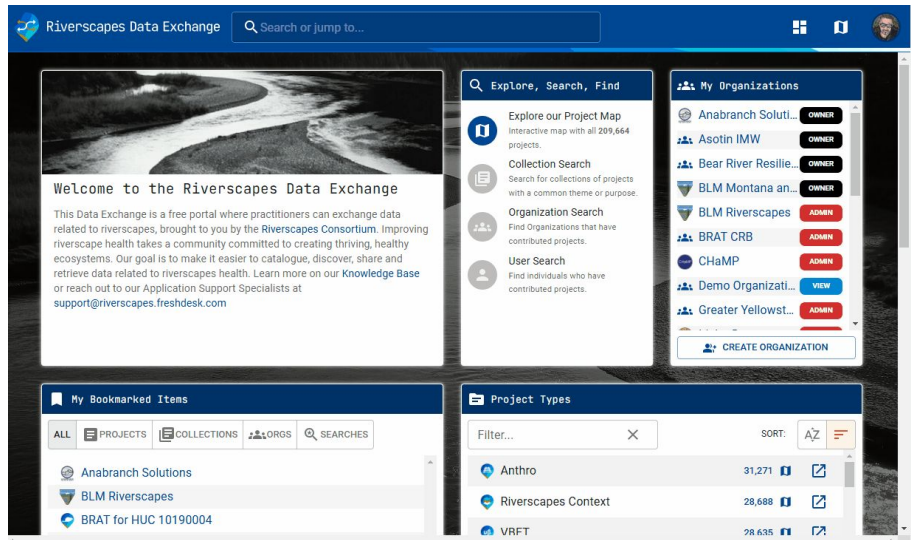 Riverscapes Data Exchange
Search or jump to...
Welcome to the Riverscapes Data Exchange
This Data Exchange is a free portal where practitioners can exchange data
related to riverscapes, brought to you by the Riverscapes Consortium. Improving
riverscape health takes a community committed to creating thriving, healthy
ecosystems. Our goal is to make it easier to catalogue, discover, share and
retrieve data related to riverscapes health. Learn more on our Knowledge Base
or reach out to our Application Support Specialists at
support@riverscapes.freshdesk.com
Explore, Search, Find
Explore our Project Map
Interactive map with all 209,664
projects.
Collection Search
Search for collections of projects
with a common theme or purpose.
Organization Search
Find Organizations that have
contributed projects.
User Search
Find individuals who have
contributed projects.
My Organizations
Anabranch Soluti... OWNER
Asotin IMW OWNER
Bear River Resilie... OWNER
BLM Montana an... OWNER
BLM Riverscapes ADMIN
BRAT CRB ADMIN
CHaMP ADMIN
Demo Organizati... VIEW
Greater Yellowst... ADMIN
CREATE ORGANIZATION
My Bookmarked Items
ALL PROJECTS COLLECTIONS ORGS SEARCHES
Anabranch Solutions
BLM Riverscapes
BRAT for HUC 10190004
Project Types
Filter... SORT: AZ
Anthro 31,271
Riverscapes Context 28,688
VBET 28,635